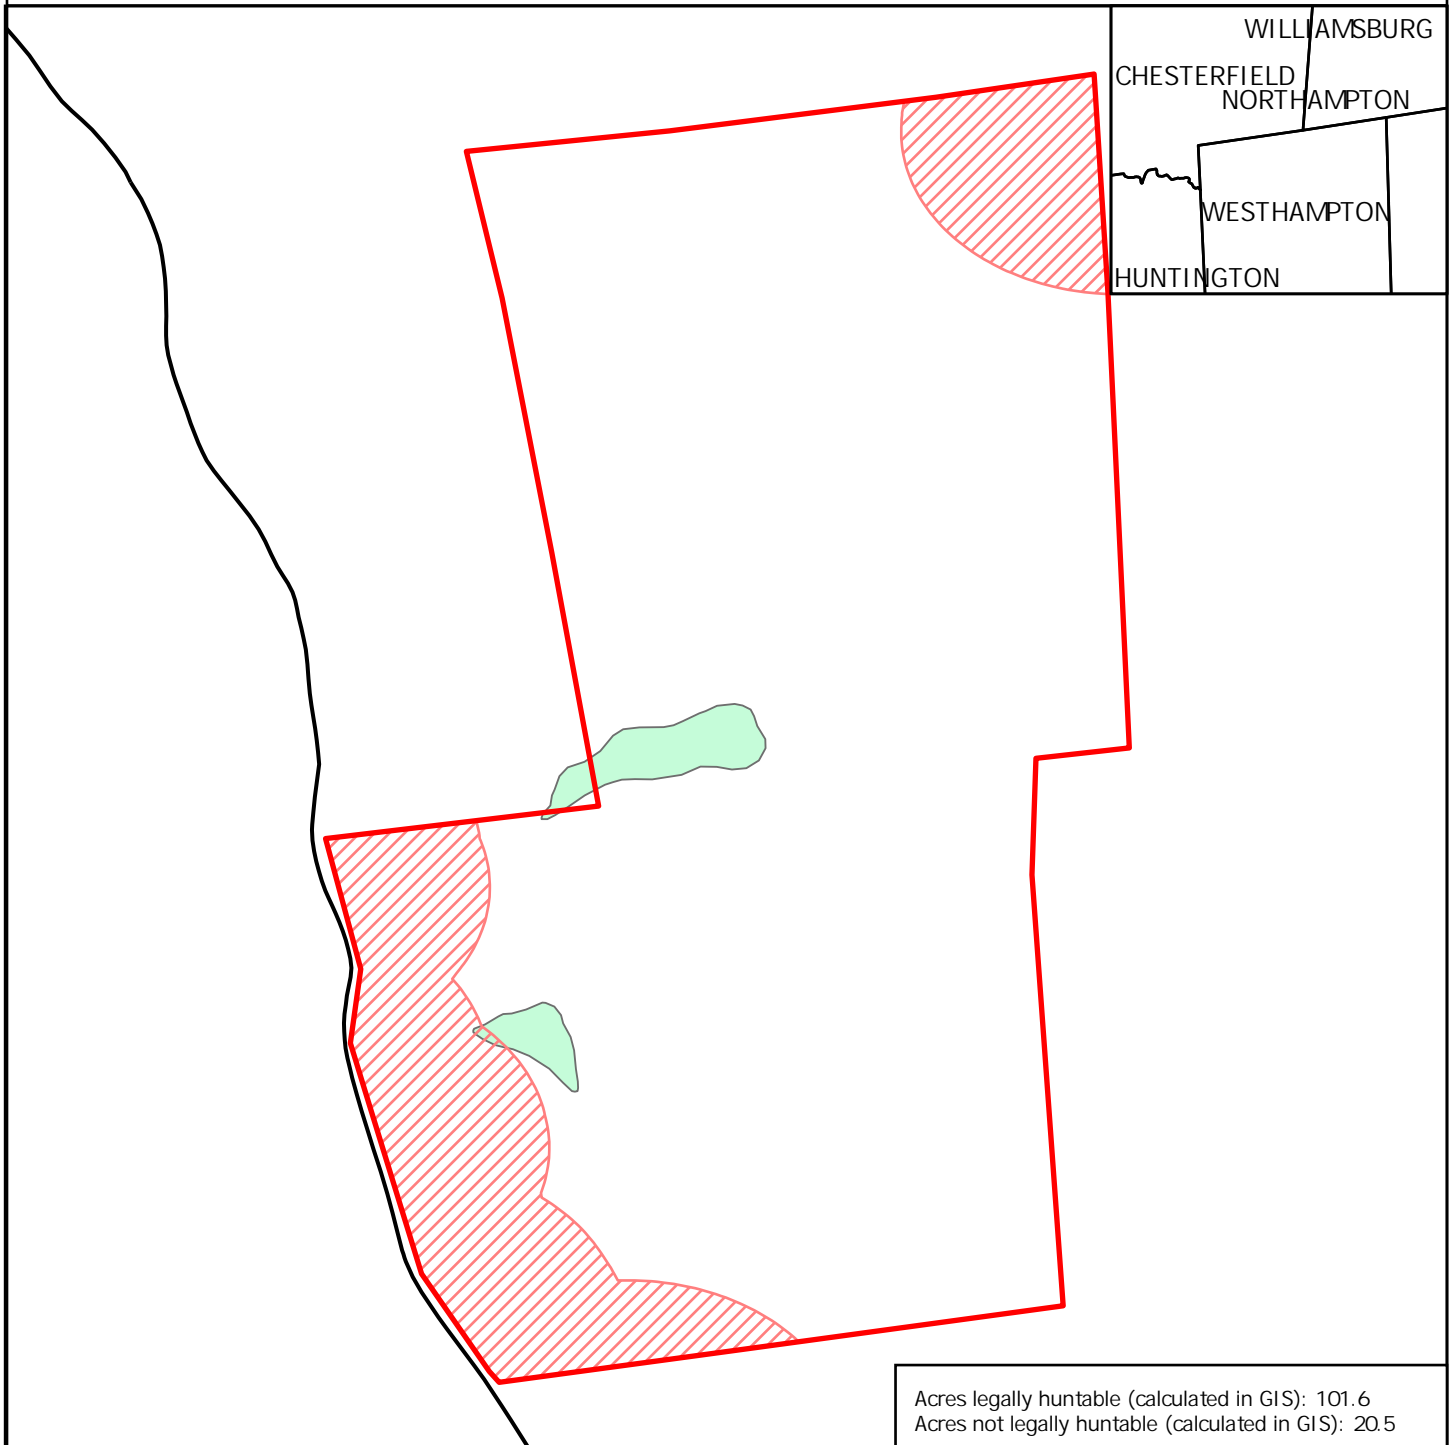 WILLIAMSBURG
CHESTERFIELD
NORTHAMPTON
WESTHAMPTON
HUNTINGTON
Acres legally huntable (calculated in GIS): 101.6
Acres not legally huntable (calculated in GIS): 20.5